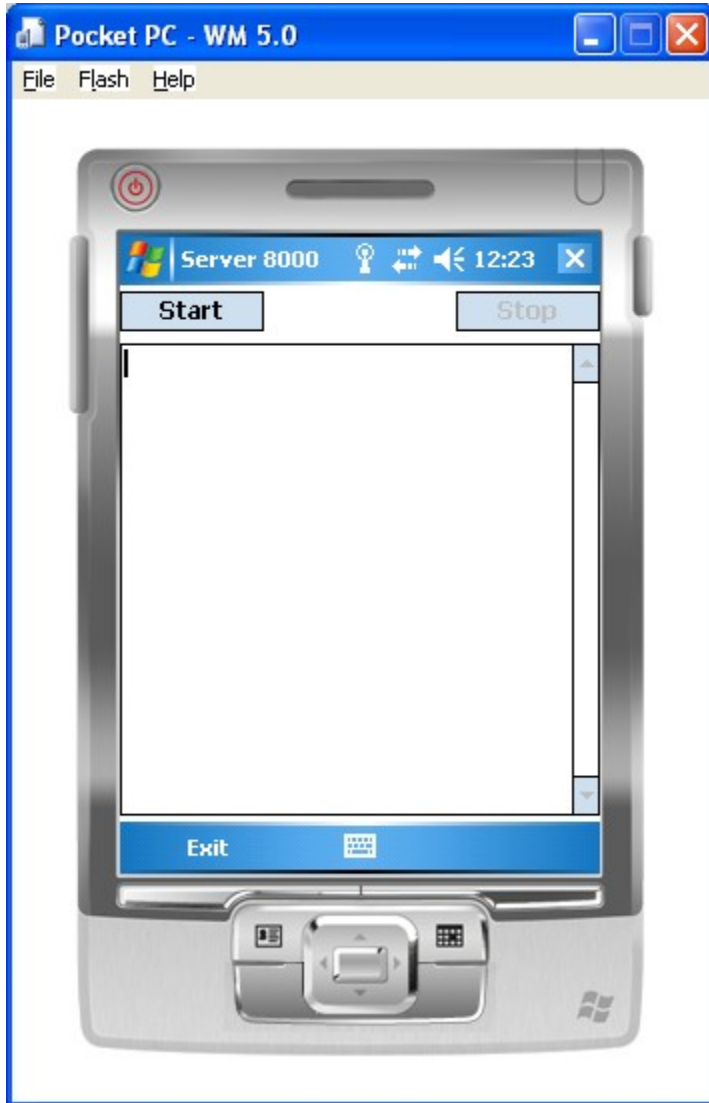 Pocket PC - WM 5.0
File Flash Help
Server 8000 12:23
Start Stop
Exit